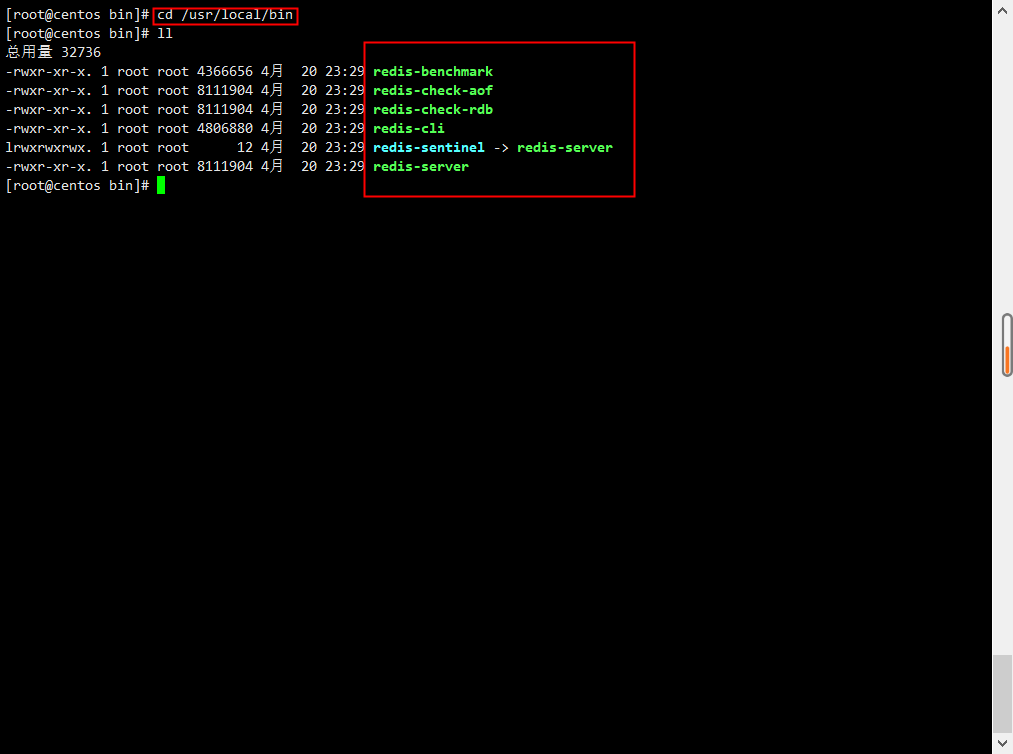 [root@centos bin]# cd /usr/local/bin
[root@centos bin]# ll
总用量 32736
-rwxr-xr-x. 1 root root 4366656 4月  20 23:29 redis-benchmark
-rwxr-xr-x. 1 root root 8111904 4月  20 23:29 redis-check-aof
-rwxr-xr-x. 1 root root 8111904 4月  20 23:29 redis-check-rdb
-rwxr-xr-x. 1 root root 4806880 4月  20 23:29 redis-cli
lrwxrwxrwx. 1 root root      12 4月  20 23:29 redis-sentinel -> redis-server
-rwxr-xr-x. 1 root root 8111904 4月  20 23:29 redis-server
[root@centos bin]#